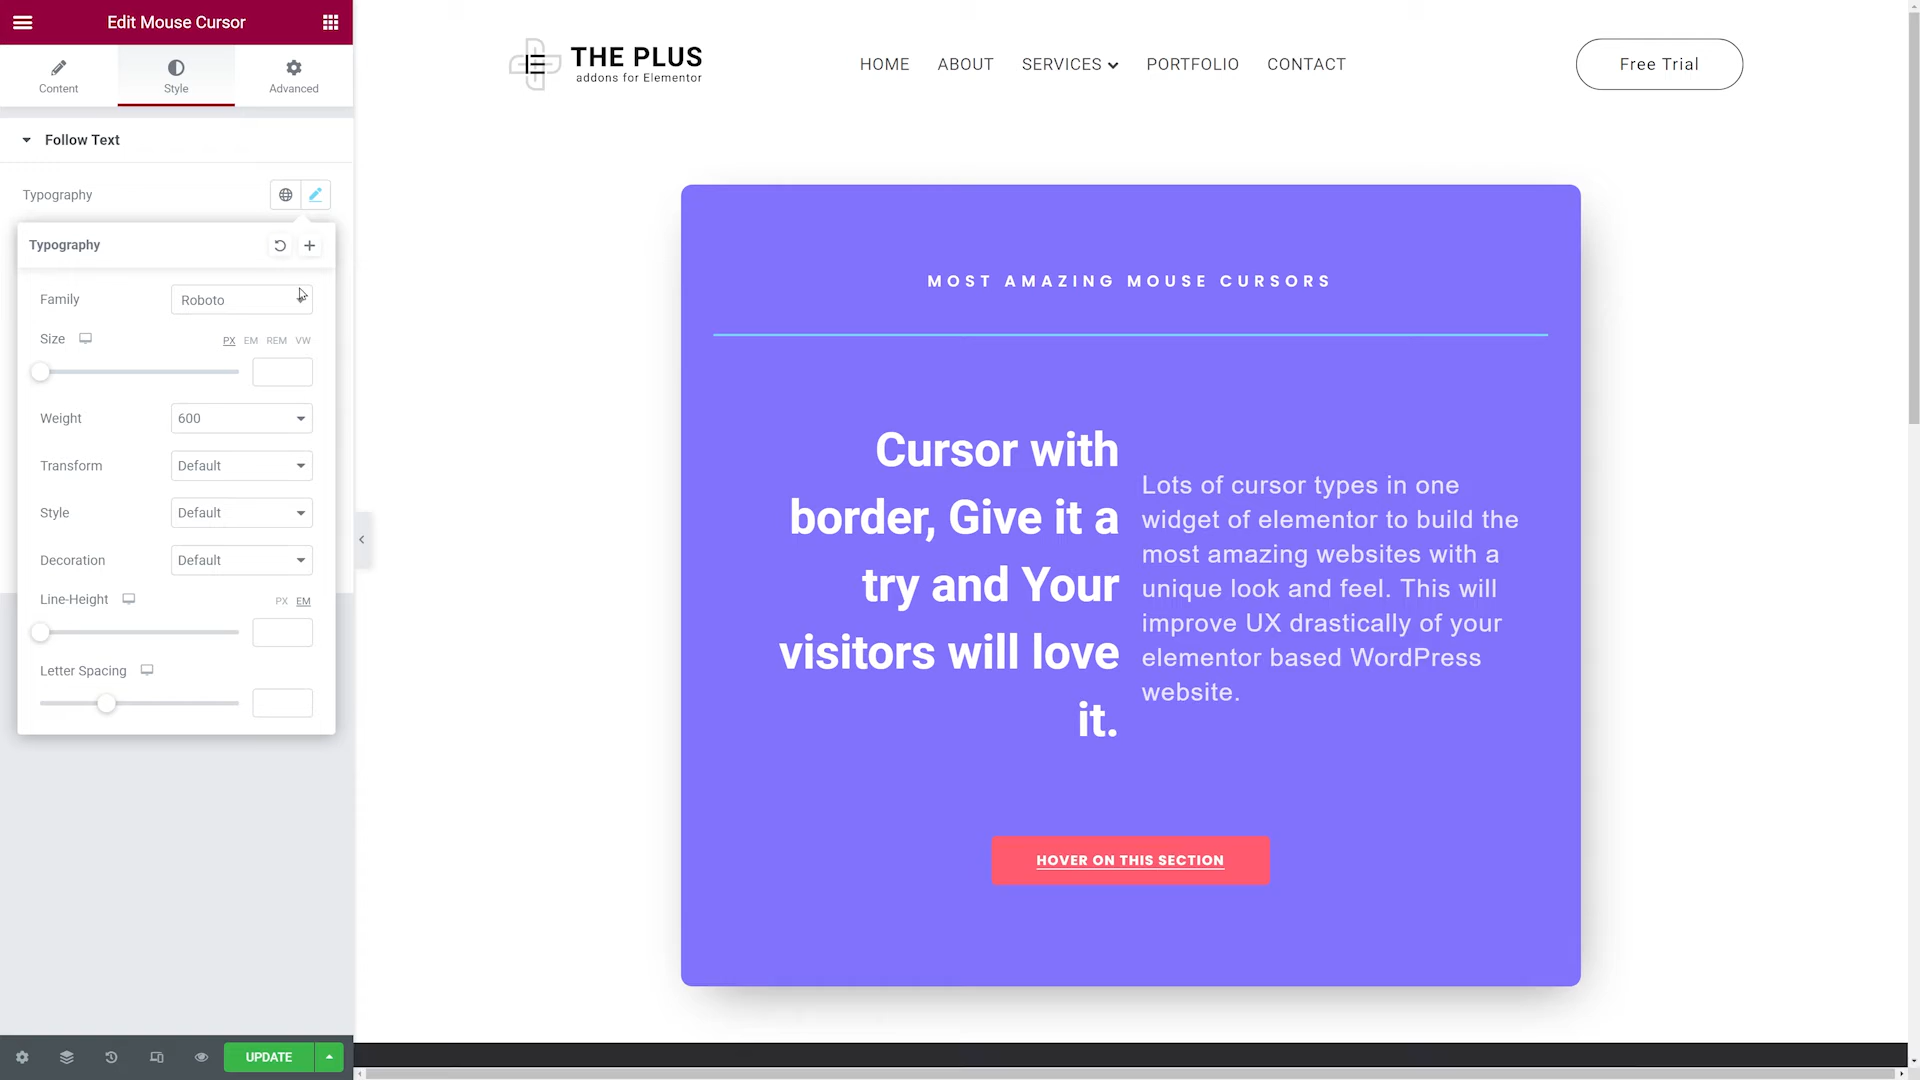 Edit Mouse Cursor
Content
Style
Advanced
Follow Text
Typography
Typography
Family
Roboto
Size
PX EM REM VW
Weight
600
Transform
Default
Style
Default
Decoration
Default
Line-Height
PX EM
Letter Spacing
UPDATE
THE PLUS
addons for Elementor
HOME
ABOUT
SERVICES
PORTFOLIO
CONTACT
Free Trial
MOST AMAZING MOUSE CURSORS
Cursor with
border, Give it a
try and Your
visitors will love
it.
Lots of cursor types in one
widget of elementor to build the
most amazing websites with a
unique look and feel. This will
improve UX drastically of your
elementor based WordPress
website.
HOVER ON THIS SECTION